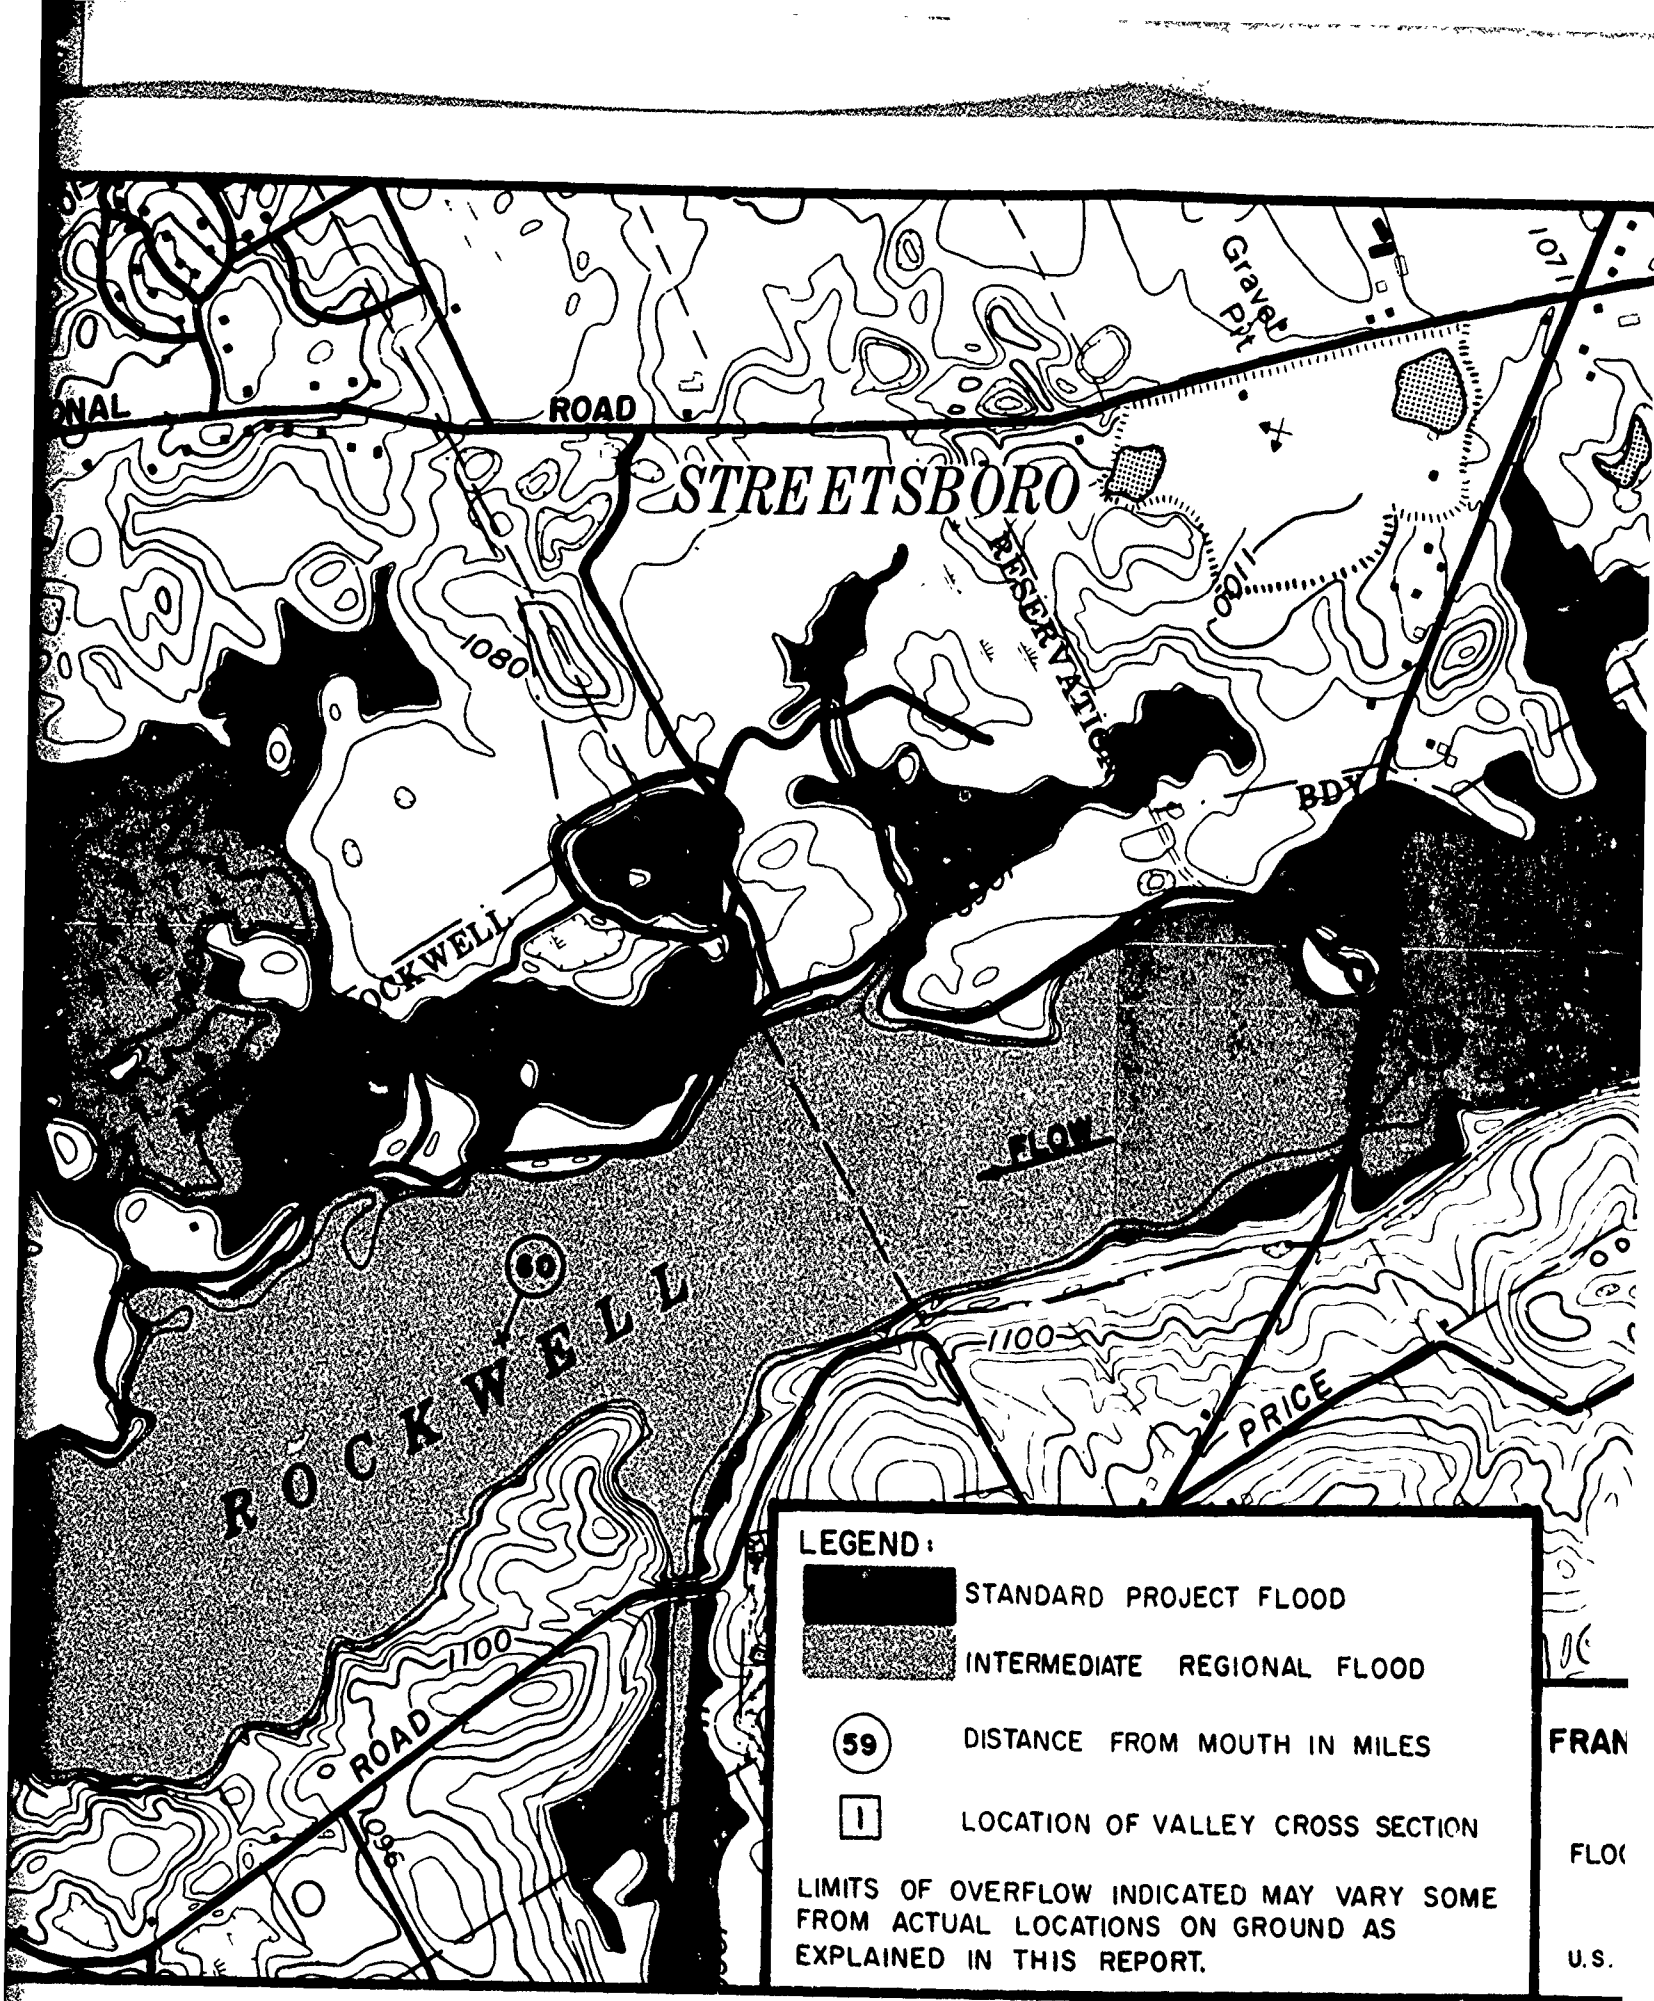 Gravel
Pit
1071
ONAL
ROAD
STREETSBORO
RESERVATION
1100
1080
BDY
OCKWELL
FLOW
60
ROCKWELL
1100
PRICE
1100
ROAD
1096
LEGEND:
STANDARD PROJECT FLOOD
INTERMEDIATE REGIONAL FLOOD
59 DISTANCE FROM MOUTH IN MILES
1 LOCATION OF VALLEY CROSS SECTION
LIMITS OF OVERFLOW INDICATED MAY VARY SOME
FROM ACTUAL LOCATIONS ON GROUND AS
EXPLAINED IN THIS REPORT.
FRAN
FLO
U.S.